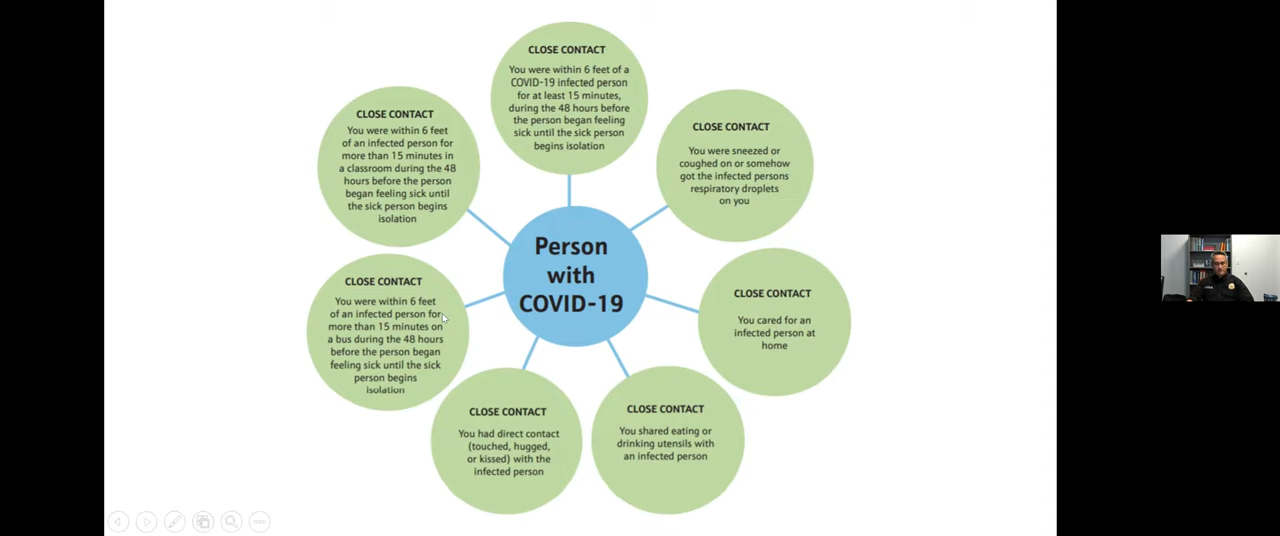 CLOSE CONTACT
You were within 6 feet of a
COVID-19 infected person
for at least 15 minutes,
during the 48 hours before
the person began feeling
sick until the sick person
begins isolation
CLOSE CONTACT
You were sneezed or
coughed on or somehow
got the infected persons
respiratory droplets
on you
CLOSE CONTACT
You cared for an
infected person at
home
CLOSE CONTACT
You shared eating or
drinking utensils with
an infected person
CLOSE CONTACT
You had direct contact
(touched, hugged,
or kissed) with the
infected person
CLOSE CONTACT
You were within 6 feet
of an infected person for
more than 15 minutes on
a bus during the 48 hours
before the person began
feeling sick until the sick
person begins
isolation
CLOSE CONTACT
You were within 6 feet
of an infected person for
more than 15 minutes in
a classroom during the 48
hours before the person
began feeling sick until
the sick person begins
isolation
Person
with
COVID-19